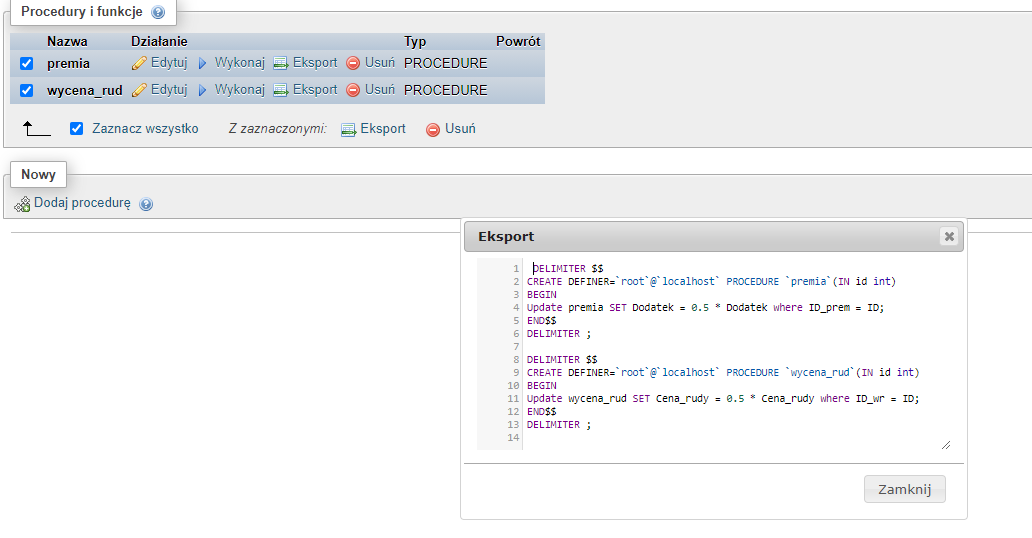 Procedury i funkcje
Nazwa Działanie Typ Powrót
premia Edytuj Wykonaj Eksport Usuń PROCEDURE
wycena_rud Edytuj Wykonaj Eksport Usuń PROCEDURE
Zaznacz wszystko Z zaznaczonymi: Eksport Usuń
Nowy
Dodaj procedurę
Eksport
1 DELIMITER $$
2 CREATE DEFINER=`root`@`localhost` PROCEDURE `premia`(IN id int)
3 BEGIN
4 Update premia SET Dodatek = 0.5 * Dodatek where ID_prem = ID;
5 END$$
6 DELIMITER ;
7
8 DELIMITER $$
9 CREATE DEFINER=`root`@`localhost` PROCEDURE `wycena_rud`(IN id int)
10 BEGIN
11 Update wycena_rud SET Cena_rudy = 0.5 * Cena_rudy where ID_wr = ID;
12 END$$
13 DELIMITER ;
14
Zamknij